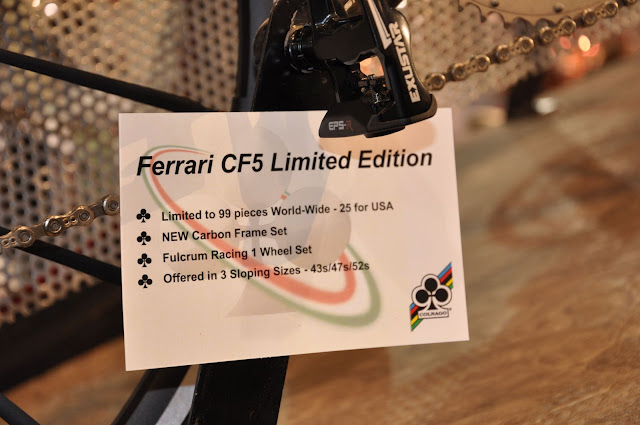 EXUSTAR
EPS-R
Ferrari CF5 Limited Edition
Limited to 99 pieces World-Wide - 25 for USA
NEW Carbon Frame Set
Fulcrum Racing 1 Wheel Set
Offered in 3 Sloping Sizes - 43s/47s/52s
COLNAGO